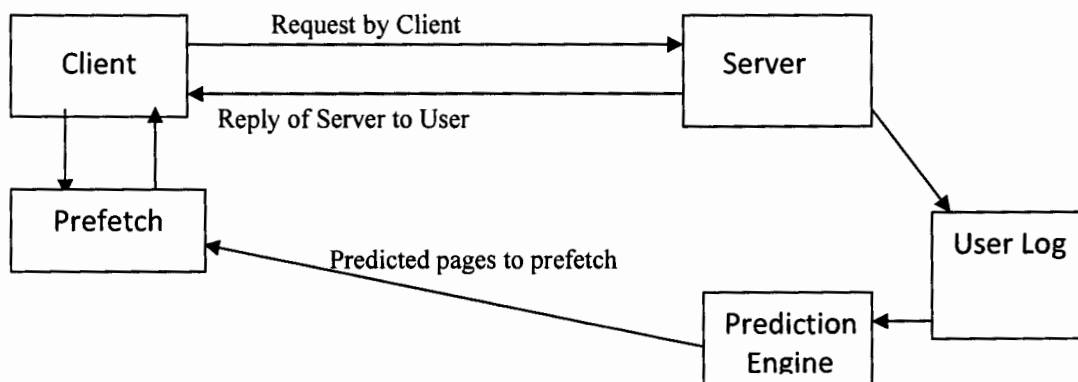 Request by Client
Client
Server
Reply of Server to User
Prefetch
User Log
Predicted pages to prefetch
Prediction
Engine